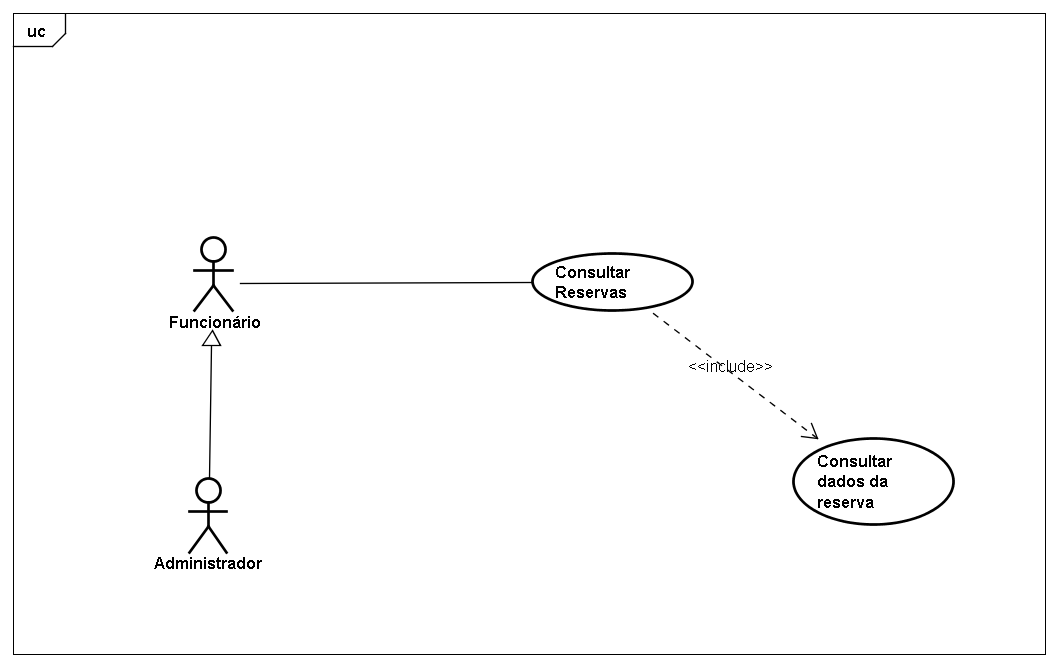 uc
Consultar
Reservas
Funcionário
<<include>>
Consultar
dados da
reserva
Administrador